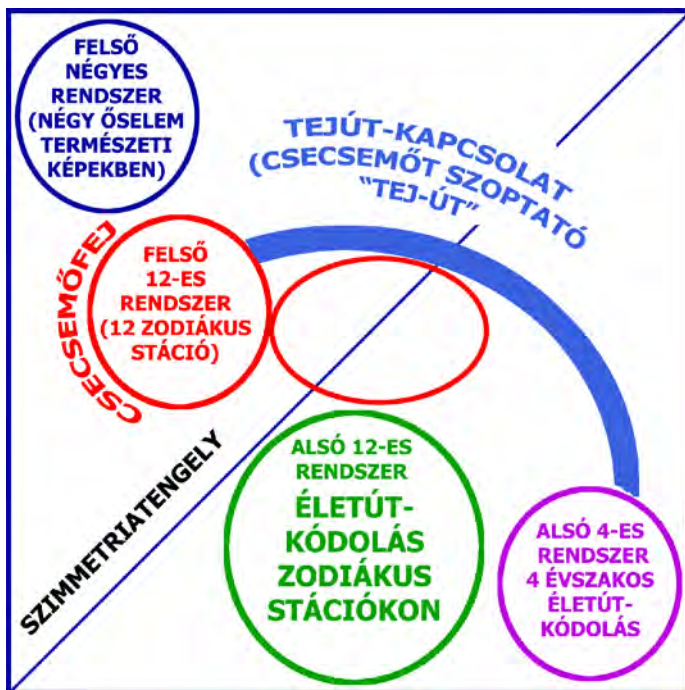 FELSŐ
NÉGYES
RENDSZER
(NÉGY ŐSELEM
TERMÉSZETI
KÉPEKBEN)
TEJÚT-KAPCSOLAT
(CSECSEMŐT SZOPTATÓ
"TEJ-ÚT"
CSECSEMŐFEJ
FELSŐ
12-ES
RENDSZER
(12 ZODIÁKUS
STÁCIÓ)
SZIMMETRIATENGELY
ALSÓ 12-ES
RENDSZER
ÉLETÚT-
KÓDOLÁS
ZODIÁKUS
STÁCIÓKON
ALSÓ 4-ES
RENDSZER
4 ÉVSZAKOS
ÉLETÚT-
KÓDOLÁS